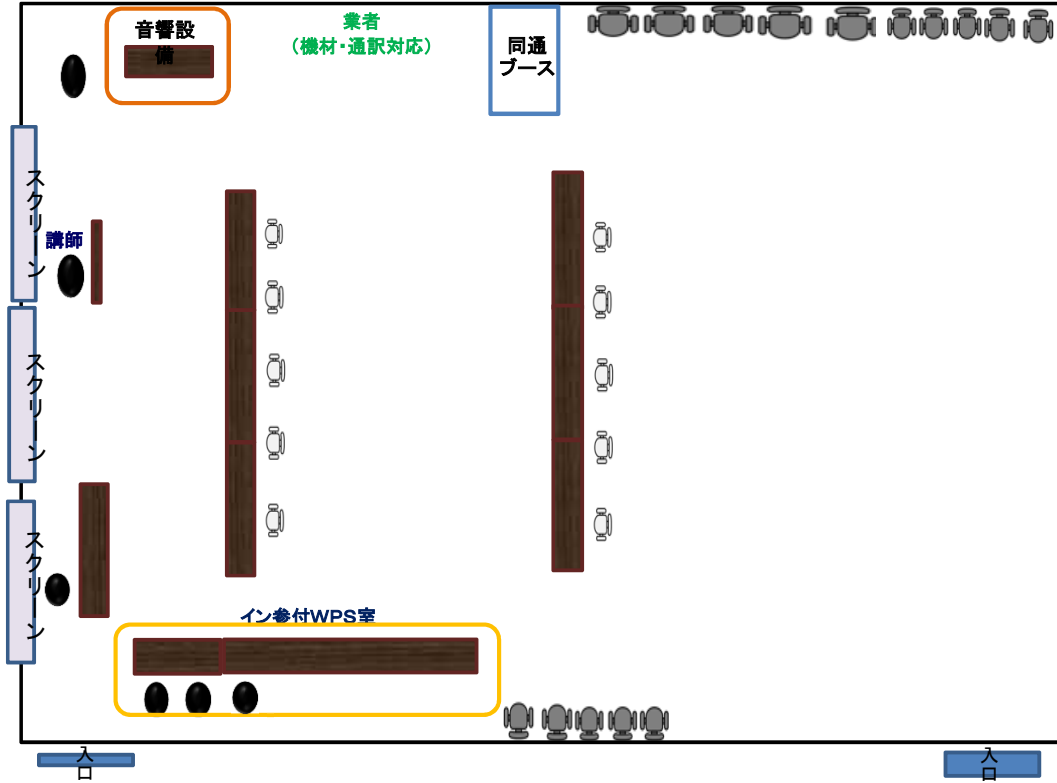 音響設
備
業者
（機材・通訳対応）
同通
ブース
スクリーン
講師
スクリーン
スクリーン
イン参付WPS室
入
口
入
口